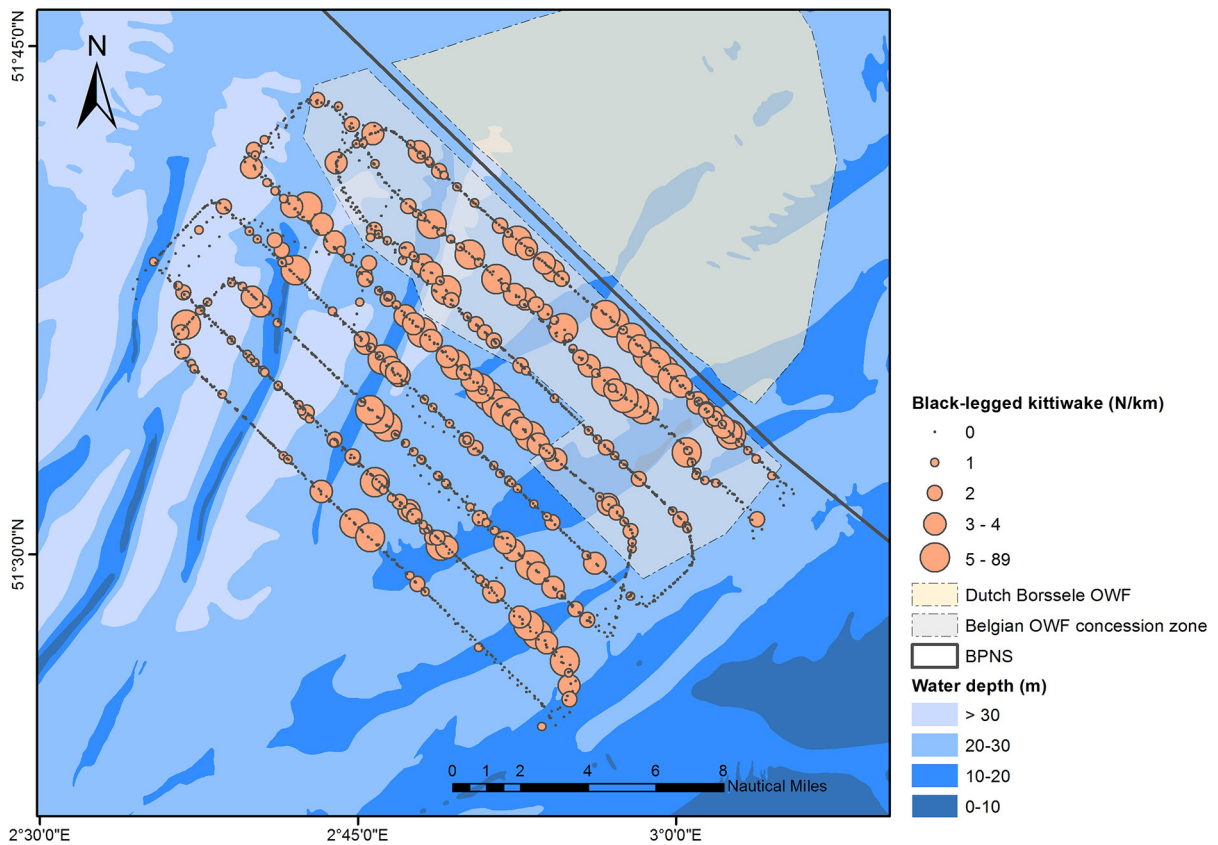 51°45'0"N
N
51°30'0"N
2°30'0"E
2°45'0"E
3°0'0"E
0 1 2 4 6 8
Nautical Miles
Black-legged kittiwake (N/km)
0
1
2
3 - 4
5 - 89
Dutch Borssele OWF
Belgian OWF concession zone
BPNS
Water depth (m)
> 30
20-30
10-20
0-10